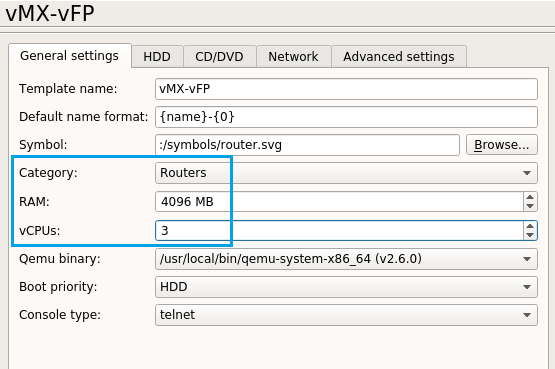 vMX-vFP
General settings HDD CD/DVD Network Advanced settings
Template name: vMX-vFP
Default name format: {name}-{0}
Symbol: :/symbols/router.svg Browse...
Category: Routers
RAM: 4096 MB
vCPUs: 3
Qemu binary: /usr/local/bin/qemu-system-x86_64 (v2.6.0)
Boot priority: HDD
Console type: telnet